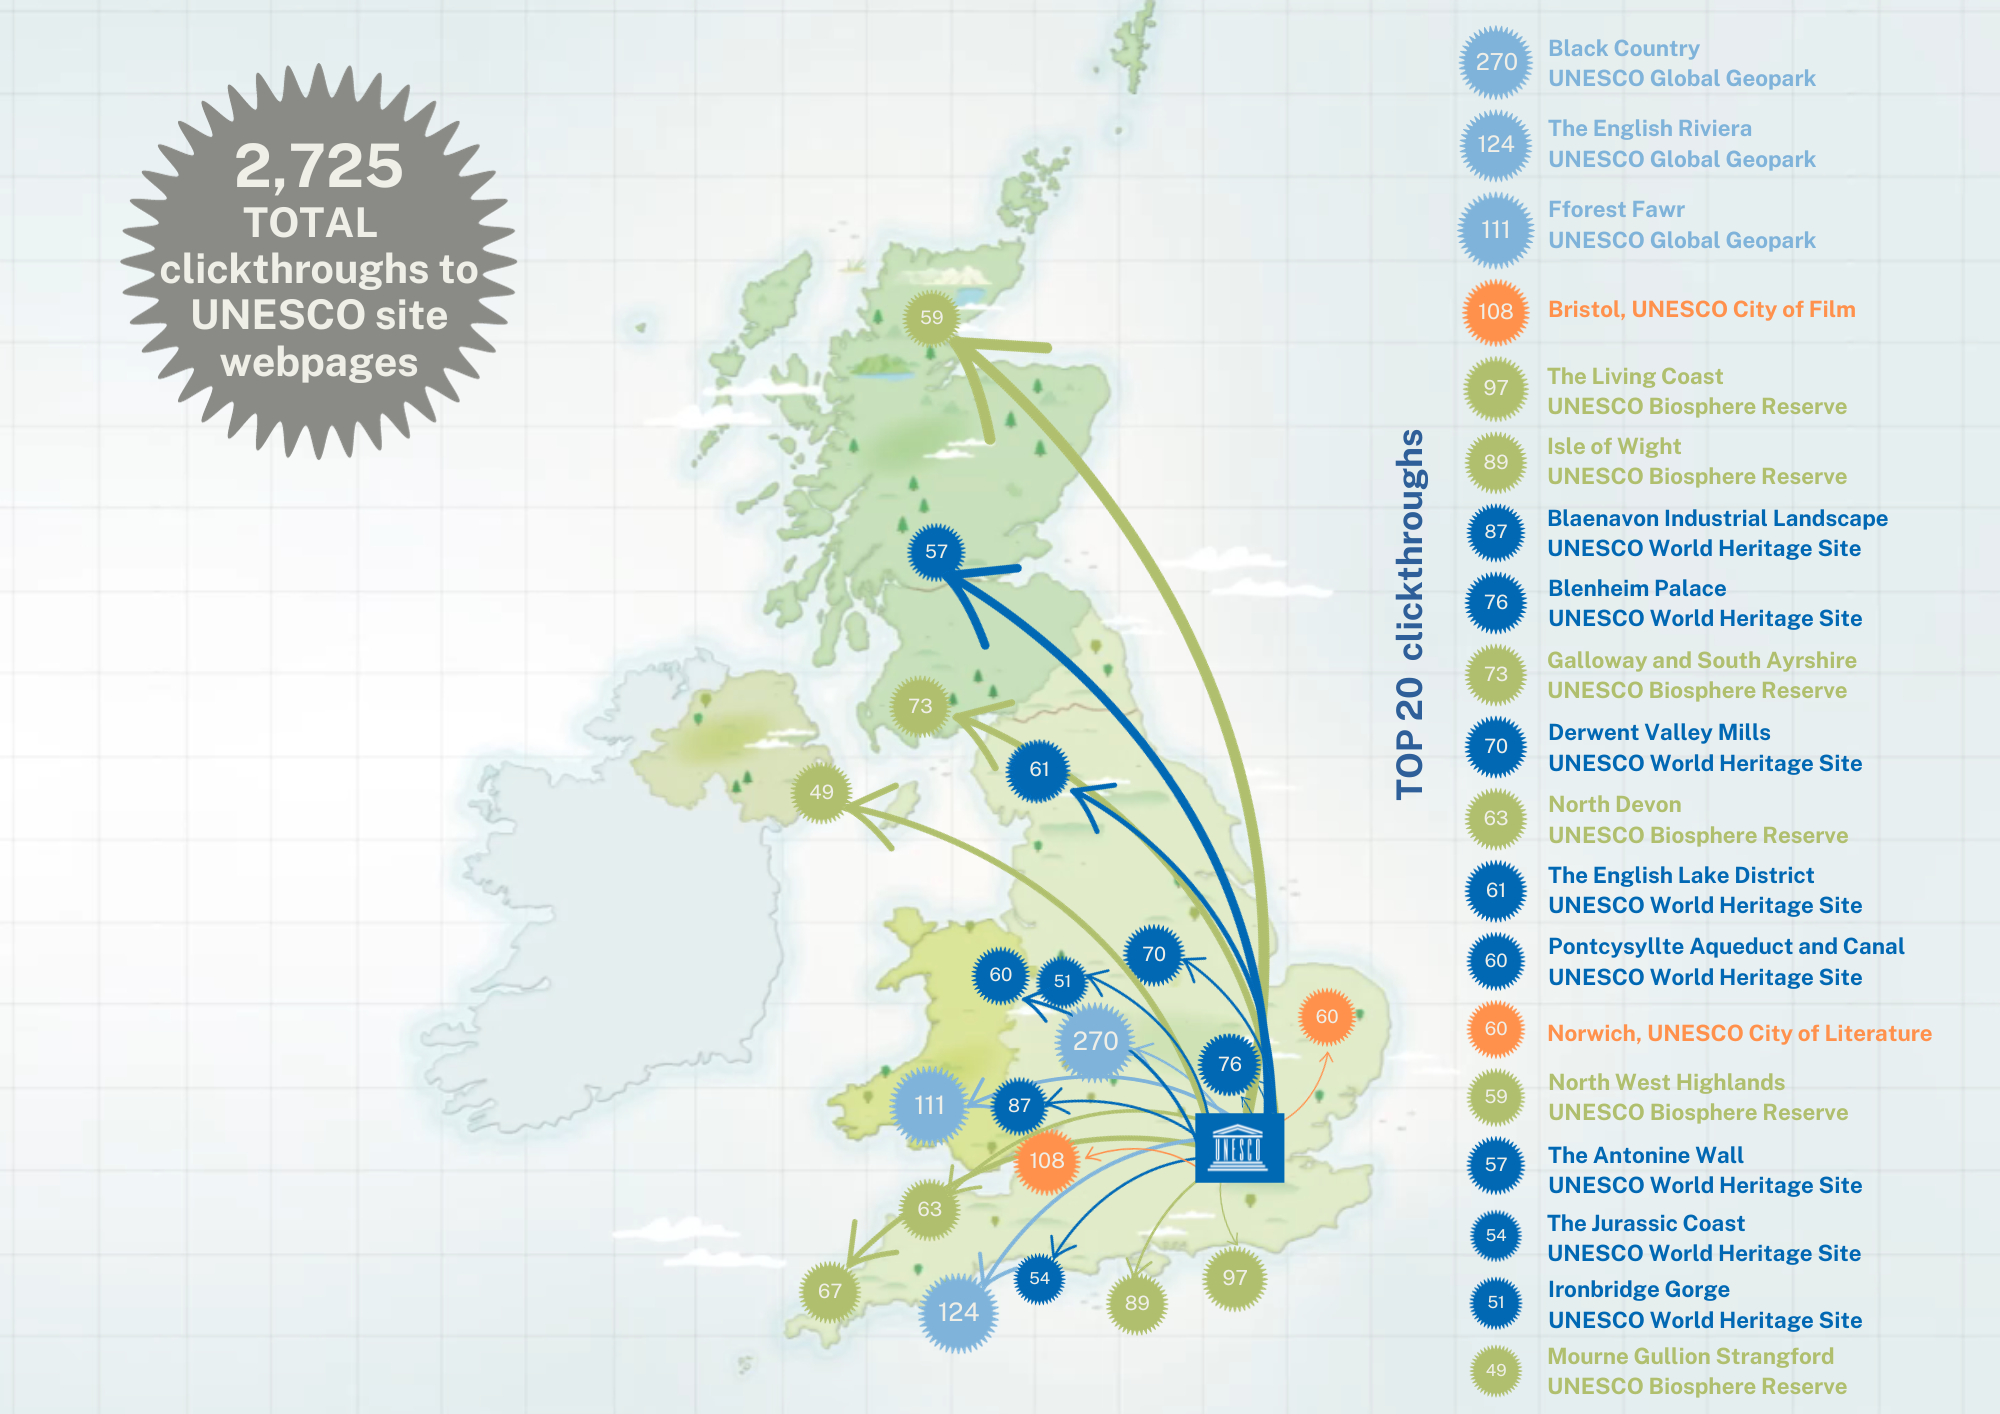 2,725
TOTAL
clickthroughs to
UNESCO site
webpages
59
57
73
61
49
60
51
70
270
76
60
111
87
108
63
67
124
54
89
97
UNESCO
TOP 20 clickthroughs
270
Black Country
UNESCO Global Geopark
124
The English Riviera
UNESCO Global Geopark
111
Fforest Fawr
UNESCO Global Geopark
108
Bristol, UNESCO City of Film
97
The Living Coast
UNESCO Biosphere Reserve
89
Isle of Wight
UNESCO Biosphere Reserve
87
Blaenavon Industrial Landscape
UNESCO World Heritage Site
76
Blenheim Palace
UNESCO World Heritage Site
73
Galloway and South Ayrshire
UNESCO Biosphere Reserve
70
Derwent Valley Mills
UNESCO World Heritage Site
63
North Devon
UNESCO Biosphere Reserve
61
The English Lake District
UNESCO World Heritage Site
60
Pontcysyllte Aqueduct and Canal
UNESCO World Heritage Site
60
Norwich, UNESCO City of Literature
59
North West Highlands
UNESCO Biosphere Reserve
57
The Antonine Wall
UNESCO World Heritage Site
54
The Jurassic Coast
UNESCO World Heritage Site
51
Ironbridge Gorge
UNESCO World Heritage Site
49
Mourne Gullion Strangford
UNESCO Biosphere Reserve